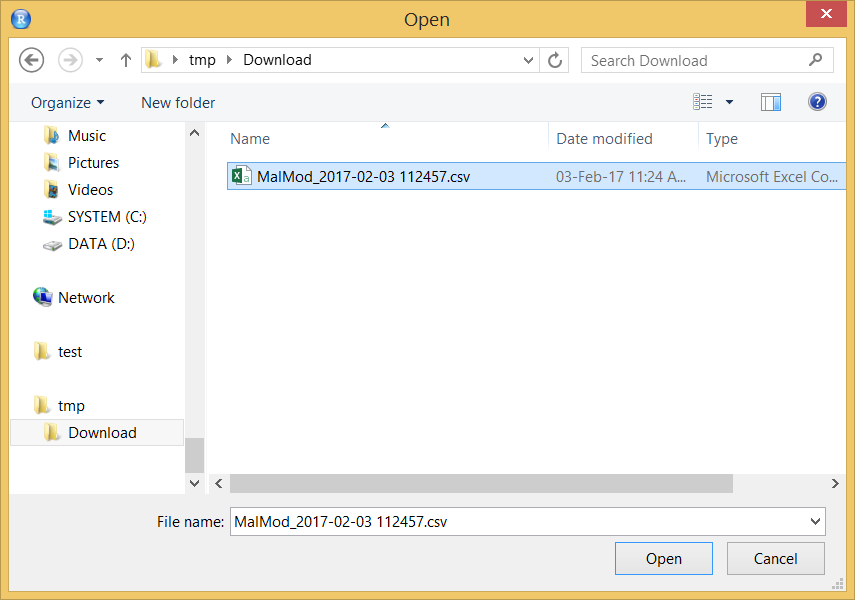 Open
tmp Download
Search Download
Organize New folder
Music
Pictures
Videos
SYSTEM (C:)
DATA (D:)
Network
test
tmp
Download
Name Date modified Type
MalMod_2017-02-03 112457.csv 03-Feb-17 11:24 A... Microsoft Excel Co...
File name: MalMod_2017-02-03 112457.csv
Open Cancel